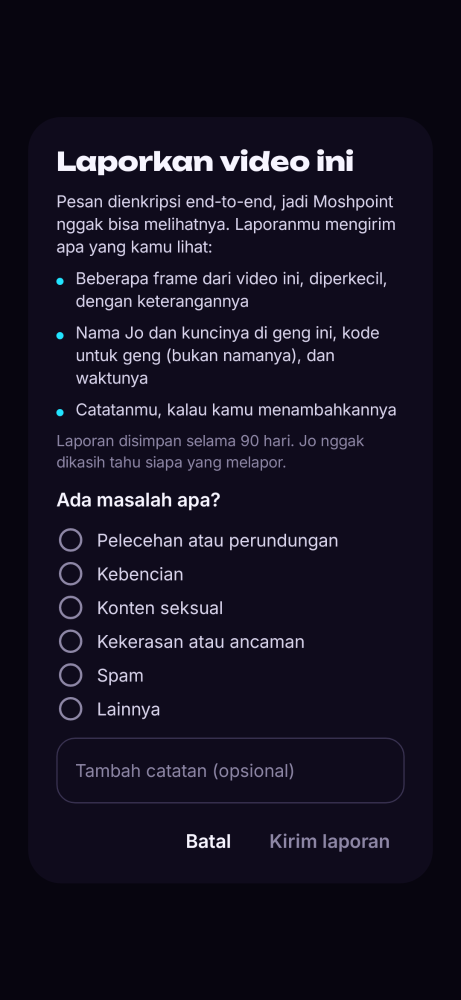 Laporkan video ini
Pesan dienkripsi end-to-end, jadi Moshpoint
nggak bisa melihatnya. Laporanmu mengirim
apa yang kamu lihat:
Beberapa frame dari video ini, diperkecil,
dengan keterangannya
Nama Jo dan kuncinya di geng ini, kode
untuk geng (bukan namanya), dan
waktunya
Catatanmu, kalau kamu menambahkannya
Laporan disimpan selama 90 hari. Jo nggak
dikasih tahu siapa yang melapor.
Ada masalah apa?
Pelecehan atau perundungan
Kebencian
Konten seksual
Kekerasan atau ancaman
Spam
Lainnya
Tambah catatan (opsional)
Batal
Kirim laporan